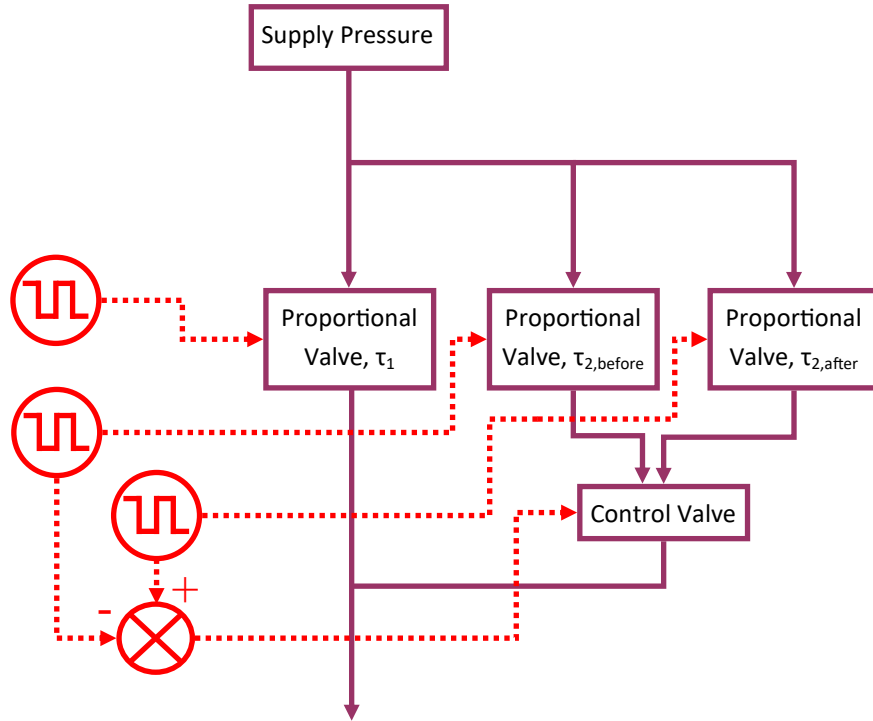 Supply Pressure
Proportional
Valve, τ₁
Proportional
Valve, τ₂,before
Proportional
Valve, τ₂,after
Control Valve
+
-